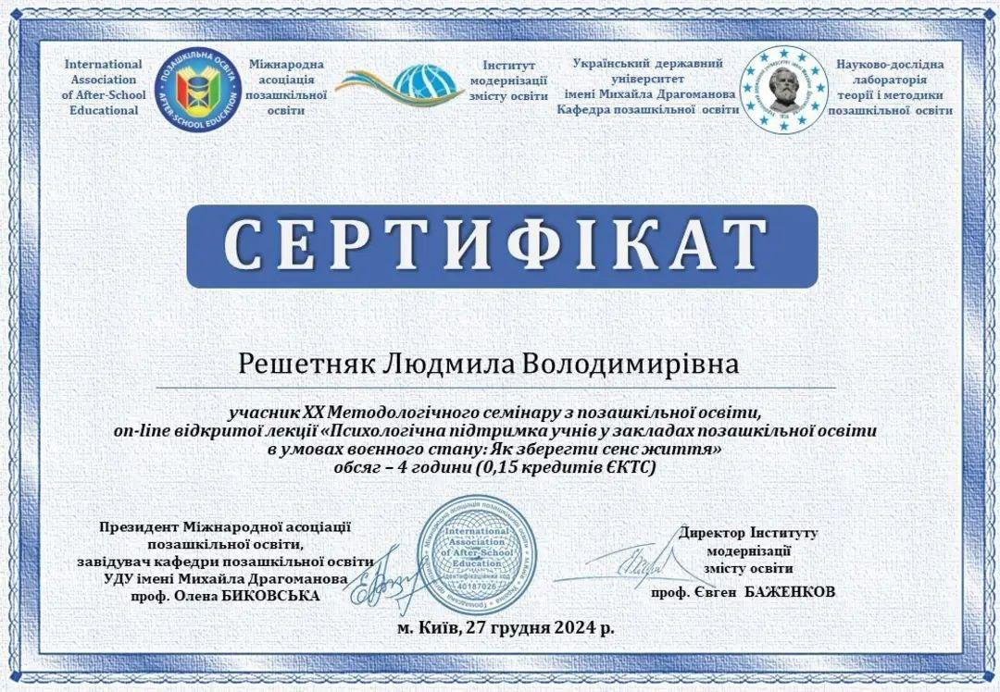 International
Association
of After-School
Educational
ПОЗАШКІЛЬНА ОСВІТА
AFTER-SCHOOL EDUCATION
Міжнародна
асоціація
позашкільної
освіти
Інститут
модернізації
змісту освіти
Український державний
університет
імені Михайла Драгоманова
Кафедра позашкільної освіти
Науково-дослідна
лабораторія
теорії і методики
позашкільної освіти
СЕРТИФІКАТ
Решетняк Людмила Володимирівна
учасник ХХ Методологічного семінару з позашкільної освіти,
on-line відкритої лекції «Психологічна підтримка учнів у закладах позашкільної освіти
в умовах воєнного стану: Як зберегти сенс життя»
обсяг – 4 години (0,15 кредитів ЄКТС)
Президент Міжнародної асоціації
позашкільної освіти,
завідувач кафедри позашкільної освіти
УДУ імені Михайла Драгоманова
проф. Олена БИКОВСЬКА
International
Association
of After-School
Education
ідентифікаційний код
40187026
Директор Інституту
модернізації
змісту освіти
проф. Євген БАЖЕНКОВ
м. Київ, 27 грудня 2024 р.